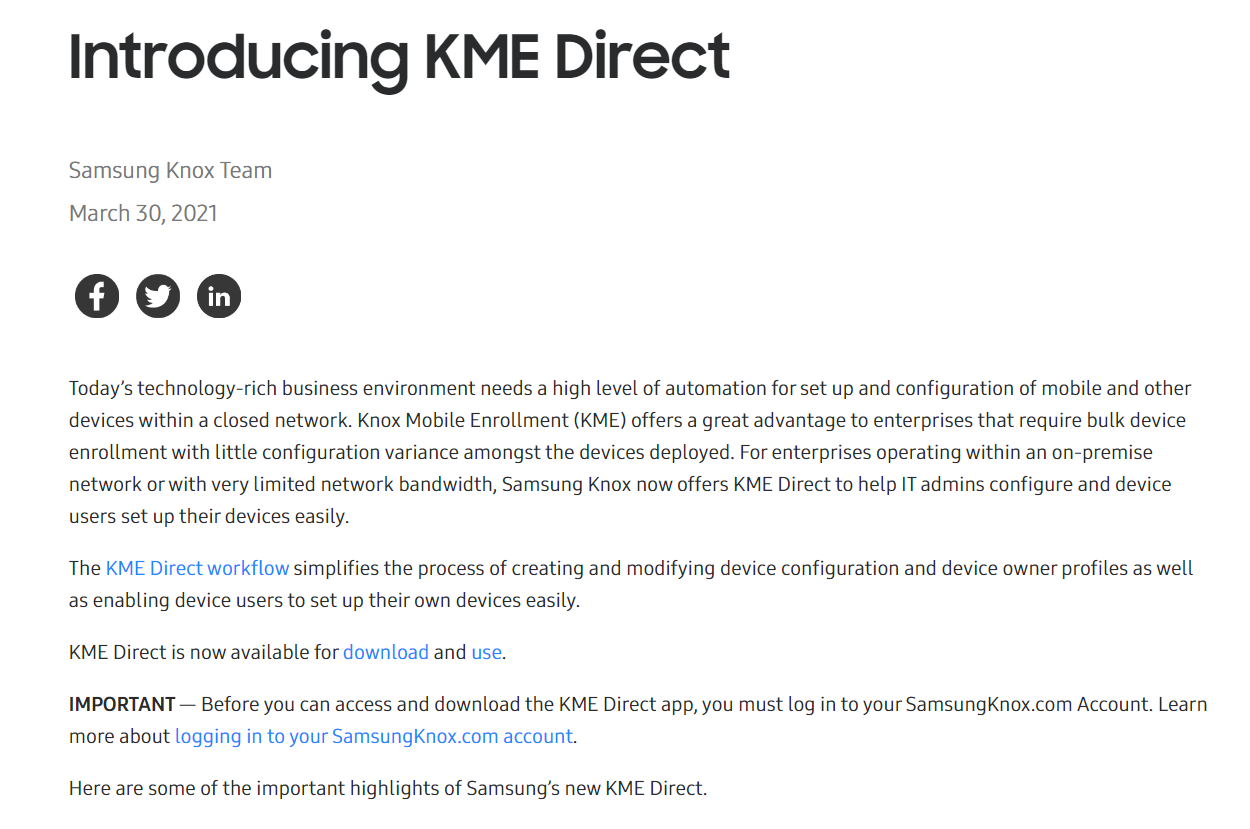 Introducing KME Direct
Samsung Knox Team
March 30, 2021
Today’s technology-rich business environment needs a high level of automation for set up and configuration of mobile and other
devices within a closed network. Knox Mobile Enrollment (KME) offers a great advantage to enterprises that require bulk device
enrollment with little configuration variance amongst the devices deployed. For enterprises operating within an on-premise
network or with very limited network bandwidth, Samsung Knox now offers KME Direct to help IT admins configure and device
users set up their devices easily.
The KME Direct workflow simplifies the process of creating and modifying device configuration and device owner profiles as well
as enabling device users to set up their own devices easily.
KME Direct is now available for download and use.
IMPORTANT — Before you can access and download the KME Direct app, you must log in to your SamsungKnox.com Account. Learn
more about logging in to your SamsungKnox.com account.
Here are some of the important highlights of Samsung’s new KME Direct.